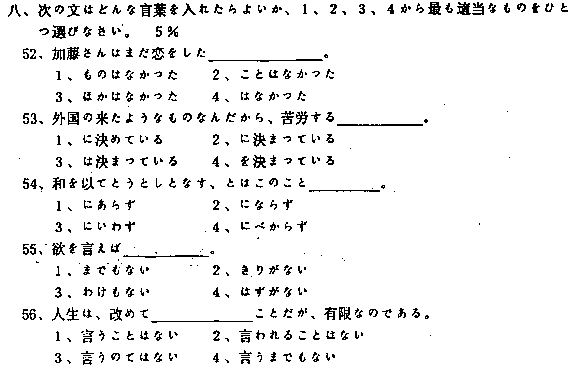 八、次の文はどんな言葉を入れたらよいか、1、2、3、4から最も適当なものをひと
つ選びなさい。 5%
52、加藤さんはまだ恋をした＿＿＿＿＿＿。
1、ものはなかった 2、ことはなかった
3、ほかはなかった 4、はなかった
53、外国の来たようなものなんだから、苦労する＿＿＿＿＿＿。
1、に決めている 2、に決まっている
3、は決まっている 4、を決まっている
54、和を以てとうとしとなす、とはこのこと＿＿＿＿＿＿。
1、にあらず 2、にならず
3、にいわず 4、にべからず
55、欲を言えば＿＿＿＿＿＿。
1、までもない 2、きりがない
3、わけもない 4、はずがない
56、人生は、改めて＿＿＿＿＿＿ことだが、有限なのである。
1、言うことはない 2、言われることはない
3、言うのてはない 4、言うまでもない